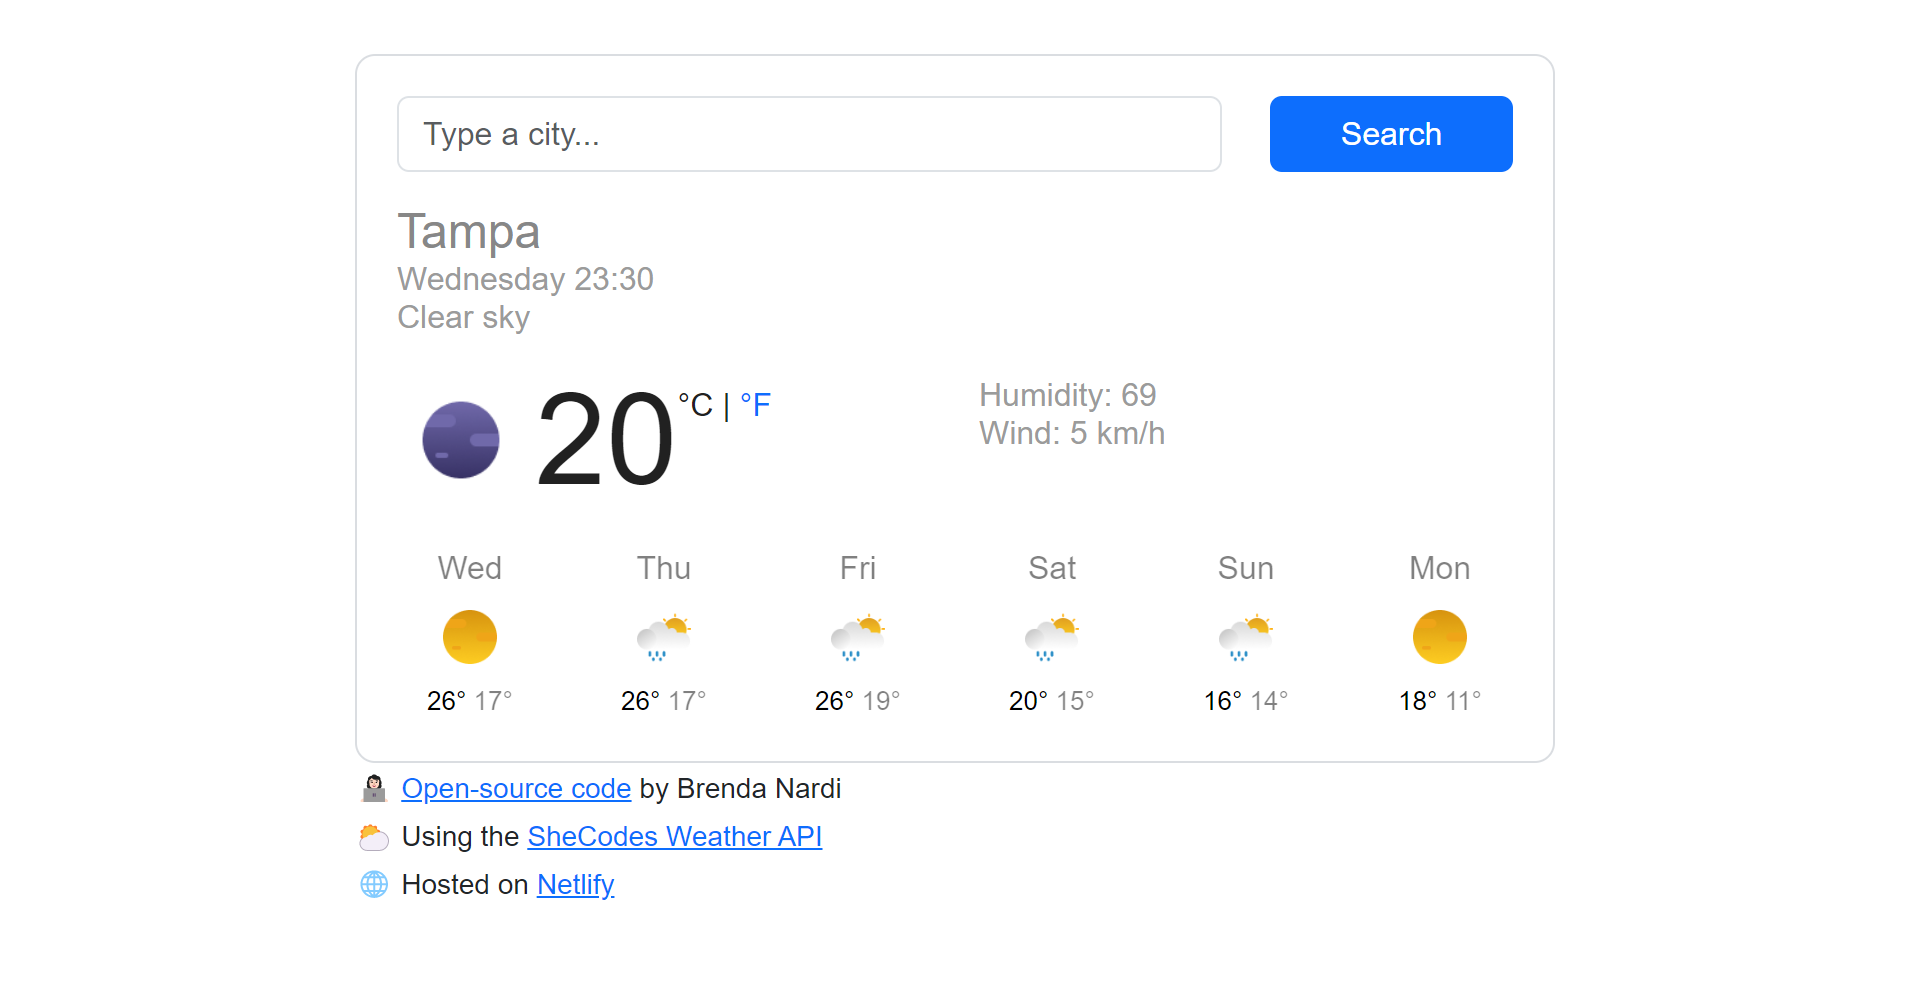 Type a city...
Search
Tampa
Wednesday 23:30
Clear sky
20 °C | °F
Humidity: 69
Wind: 5 km/h
Wed Thu Fri Sat Sun Mon
26° 17° 26° 17° 26° 19° 20° 15° 16° 14° 18° 11°
Open-source code by Brenda Nardi
Using the SheCodes Weather API
Hosted on Netlify